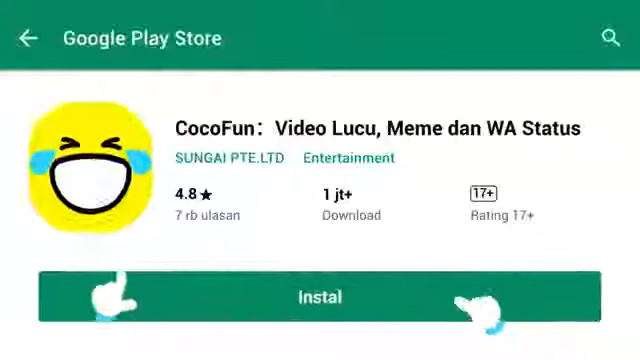 Google Play Store
CocoFun: Video Lucu, Meme dan WA Status
SUNGAI PTE.LTD Entertainment
4.8★ 1 jt+ 17+
7 rb ulasan Download Rating 17+
Instal